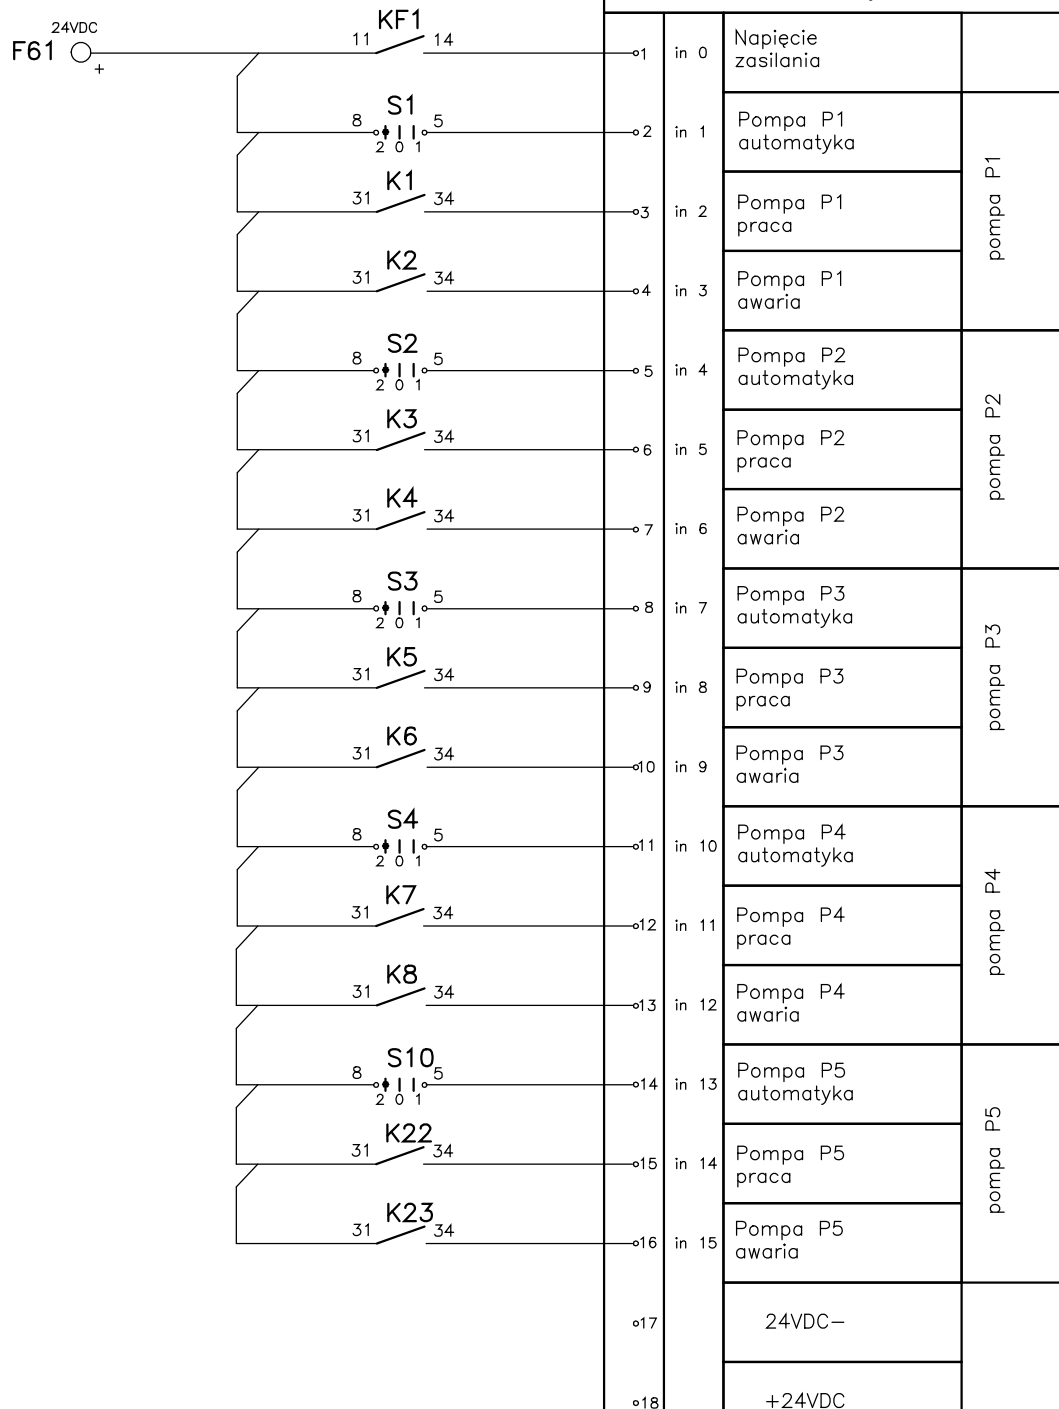 24VDC
F61
+
KF1
11 14
1 in 0 Napięcie
zasilania
S1
8 5
2 0 1
2 in 1 Pompa P1
automatyka
K1
31 34
3 in 2 Pompa P1
praca
K2
31 34
4 in 3 Pompa P1
awaria
pompa P1
S2
8 5
2 0 1
5 in 4 Pompa P2
automatyka
K3
31 34
6 in 5 Pompa P2
praca
K4
31 34
7 in 6 Pompa P2
awaria
pompa P2
S3
8 5
2 0 1
8 in 7 Pompa P3
automatyka
K5
31 34
9 in 8 Pompa P3
praca
K6
31 34
10 in 9 Pompa P3
awaria
pompa P3
S4
8 5
2 0 1
11 in 10 Pompa P4
automatyka
K7
31 34
12 in 11 Pompa P4
praca
K8
31 34
13 in 12 Pompa P4
awaria
pompa P4
S10
8 5
2 0 1
14 in 13 Pompa P5
automatyka
K22
31 34
15 in 14 Pompa P5
praca
K23
31 34
16 in 15 Pompa P5
awaria
pompa P5
17 24VDC−
18 +24VDC